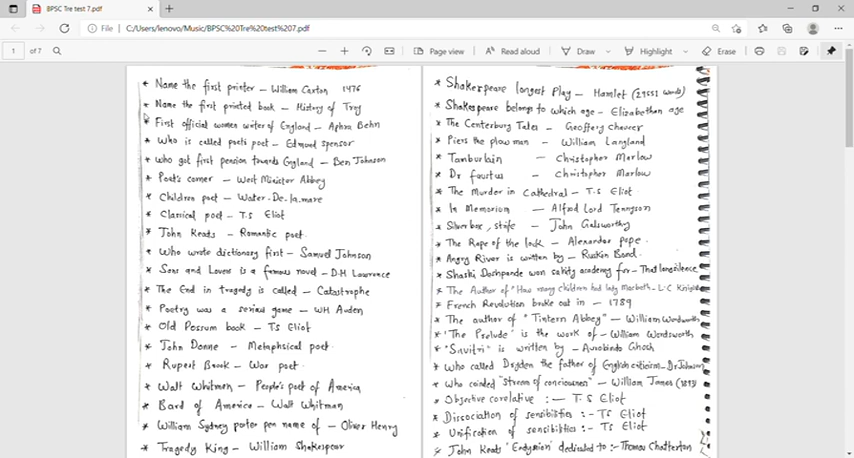 BPSC Tre test 7.pdf
File C:/Users/lenovo/Music/BPSC%20Tre%20test%207.pdf
1 of 7 Page view Read aloud Draw Highlight Erase
* Name the first printer – William Caxton 1476
* Name the first printed book – History of Troy
* First official women writer of England – Aphra Behn
* Who is called poets poet – Edmund spensor
* who got first pension towards England – Ben Johnson
* Poet's corner – West Minister Abbey
* Children poet – Water-De-la-mare
* Classical poet – T.S Eliot
* John Keats – Romantic poet
* Who wrote dictionary first – Samuel Johnson
* Sons and Lovers is a famous novel – D.H Lawrance
* The End in tragedy is called – Catastrophe
* Poetry was a serious game – WH Auden
* Old Possum book – TS Eliot
* John Donne – Metaphsical poet
* Rupert Brook – War poet
* Walt Whitman – People's poet of America
* Bard of America – Walt Whitman
* William Sydney poter pen name of – Oliver Henry
* Tragedy King – William Shakespear
* Shakespeare longest Play – Hamlet (29551 words)
* Shakespeare belongs to which age – Elizabethan age
* The Centerbury Tales – Geoffery chaucer
* Piers the plow man – William Langland
* Tamburlain – Christopher Marlow
* Dr faustus – Christopher Marlow
* The Murder in Cathedral – T.S Eliot
* In Memoriam – Alfred Lord Tennyson
* Silver box, strife – John Galsworthy
* The Rape of the lock – Alexander pope
* Angry River is written by – Ruskin Bond
* Shashi Deshpande won sahity academy for – That long silence
* The Author of "How many children had lady Macbeth – L.C Knights
* French Revolution broke out in – 1789
* The author of "Tintern Abbey" – William Wordsworth
* 'The Prelude' is the work of – William Wordsworth
* "Savitri" is written by – Aurobindo Ghosh
* Who called Dryden the father of English criticism – Dr Johnson
* Who coinded "stream of conciousness" – William James (1893)
* Objective corelative :— T.S Eliot
* Dissociation of sensibilities :- TS Eliot
* Unification of sensibilities :- TS Eliot
* John Keats 'Endymion' dedicated to :- Thomas Chatterton